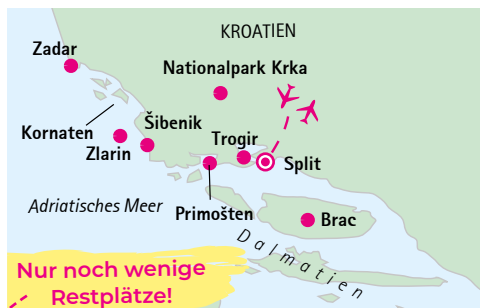 KROATIEN
Zadar
Nationalpark Krka
Kornaten
Šibenik
Zlarin
Trogir
Split
Adriatisches Meer
Primošten
Brac
Dalmatien
Nur noch wenige
Restplätze!